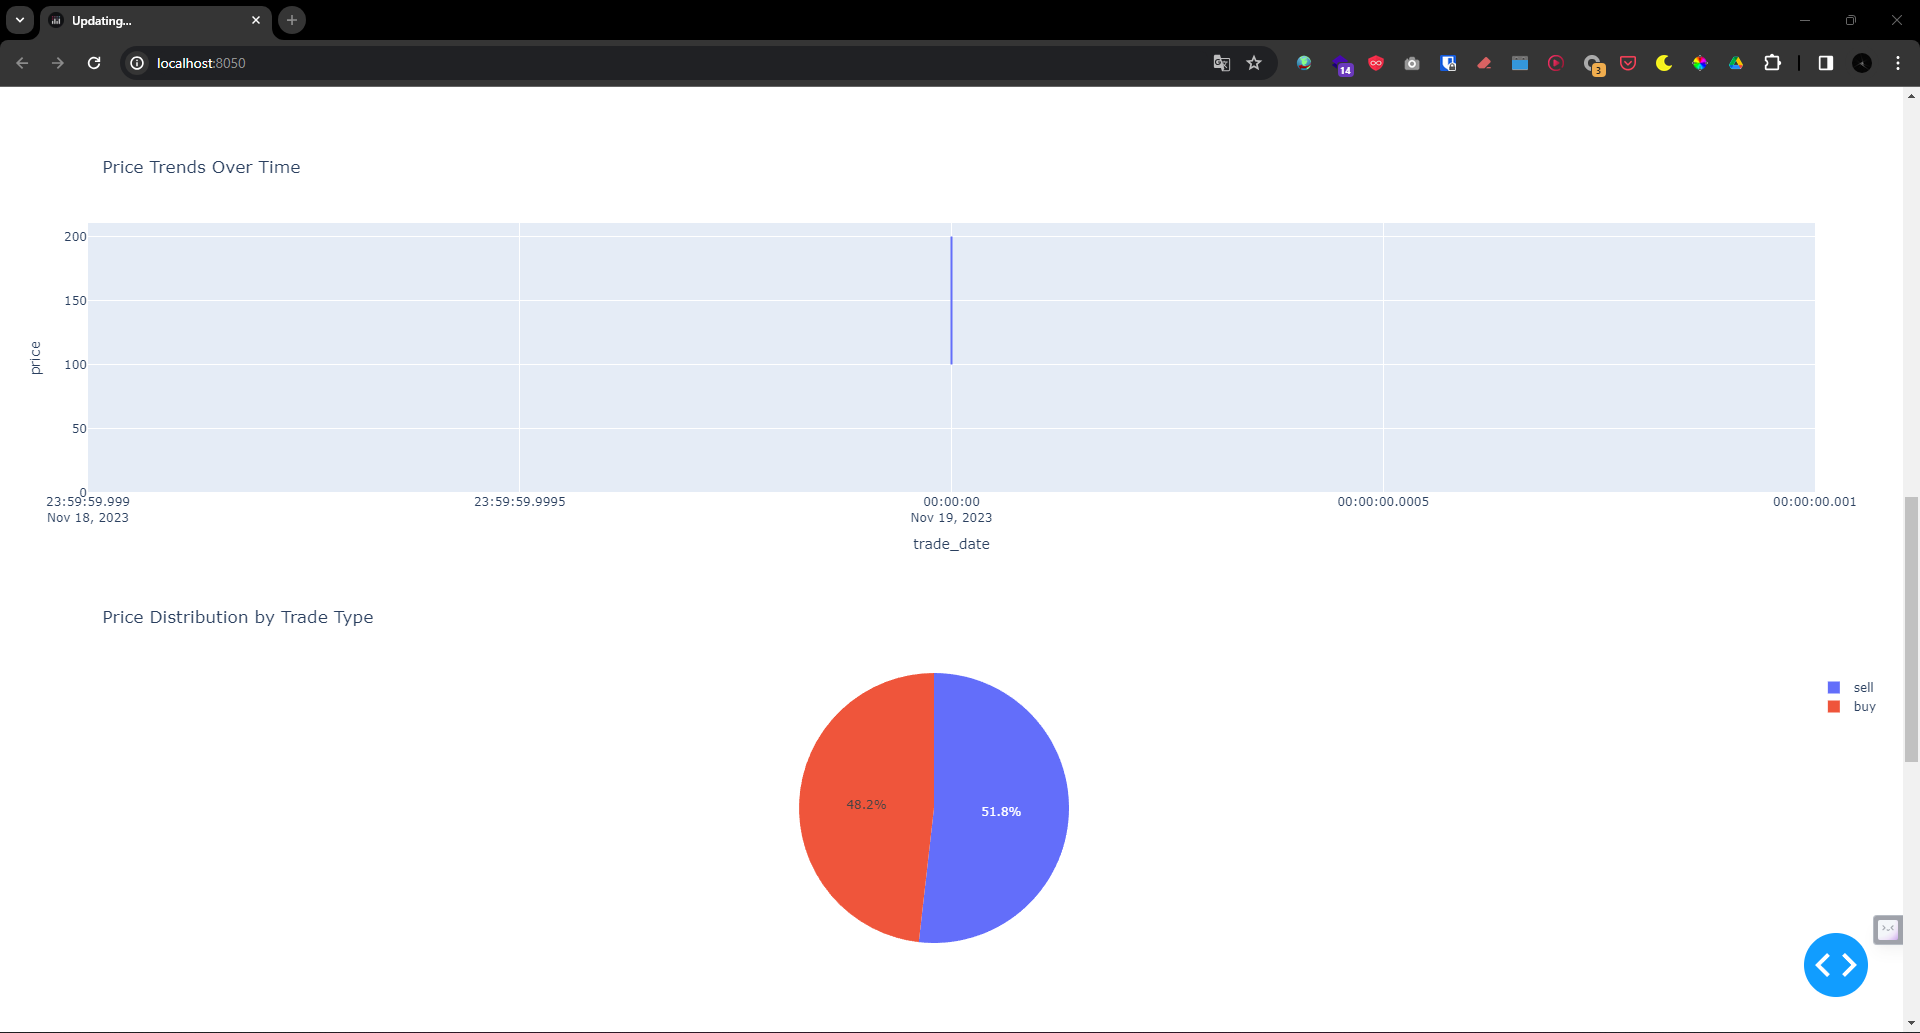 Updating...
localhost:8050
14
3
Price Trends Over Time
200
150
100
50
0
price
23:59:59.999
Nov 18, 2023
23:59:59.9995
00:00:00
Nov 19, 2023
00:00:00.0005
00:00:00.001
trade_date
Price Distribution by Trade Type
sell
buy
48.2%
51.8%